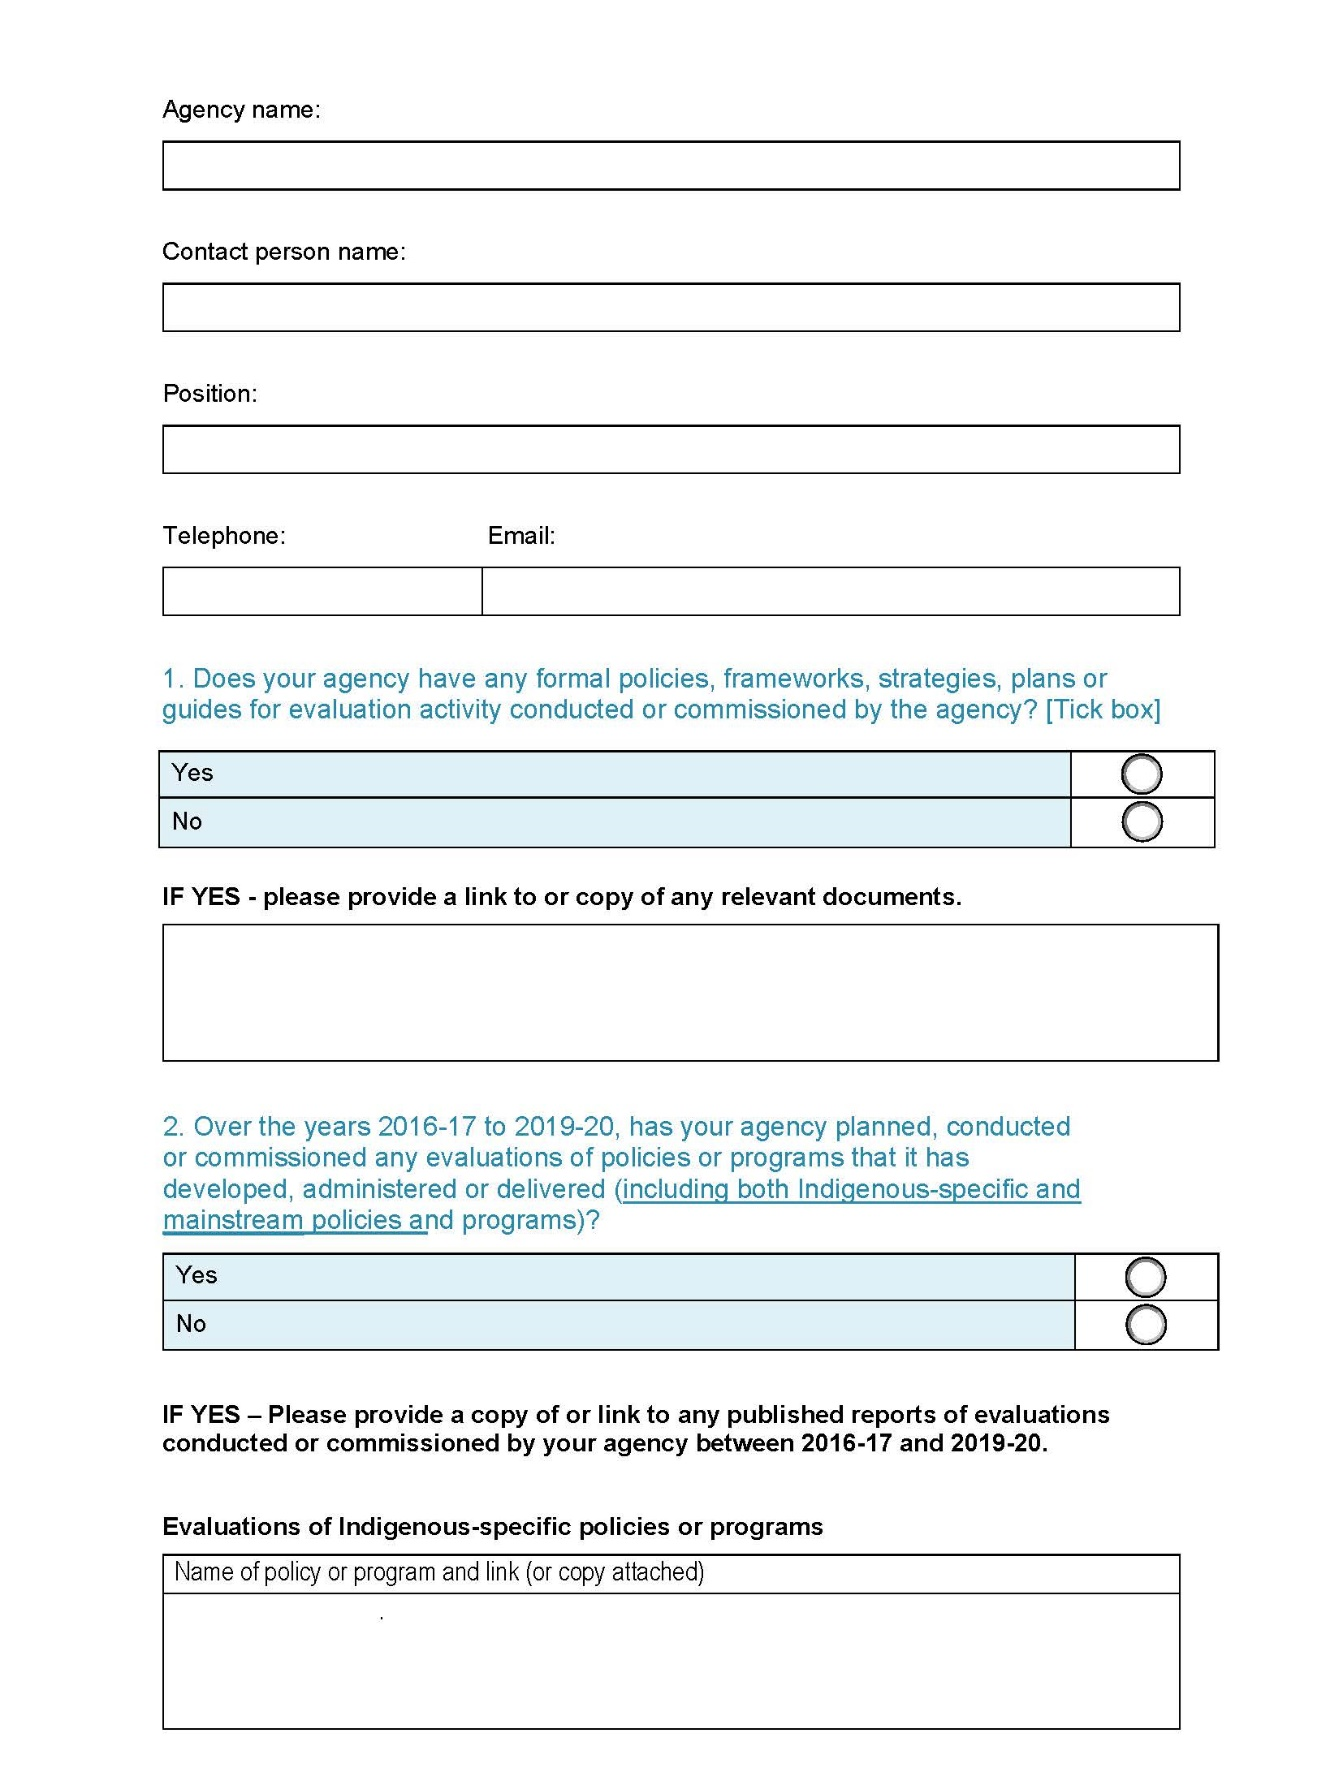 Agency name:
Contact person name:
Position:
Telephone: Email:
1. Does your agency have any formal policies, frameworks, strategies, plans or
guides for evaluation activity conducted or commissioned by the agency? [Tick box]
Yes
No
IF YES - please provide a link to or copy of any relevant documents.
2. Over the years 2016-17 to 2019-20, has your agency planned, conducted
or commissioned any evaluations of policies or programs that it has
developed, administered or delivered (including both Indigenous-specific and
mainstream policies and programs)?
Yes
No
IF YES – Please provide a copy of or link to any published reports of evaluations
conducted or commissioned by your agency between 2016-17 and 2019-20.
Evaluations of Indigenous-specific policies or programs
Name of policy or program and link (or copy attached)